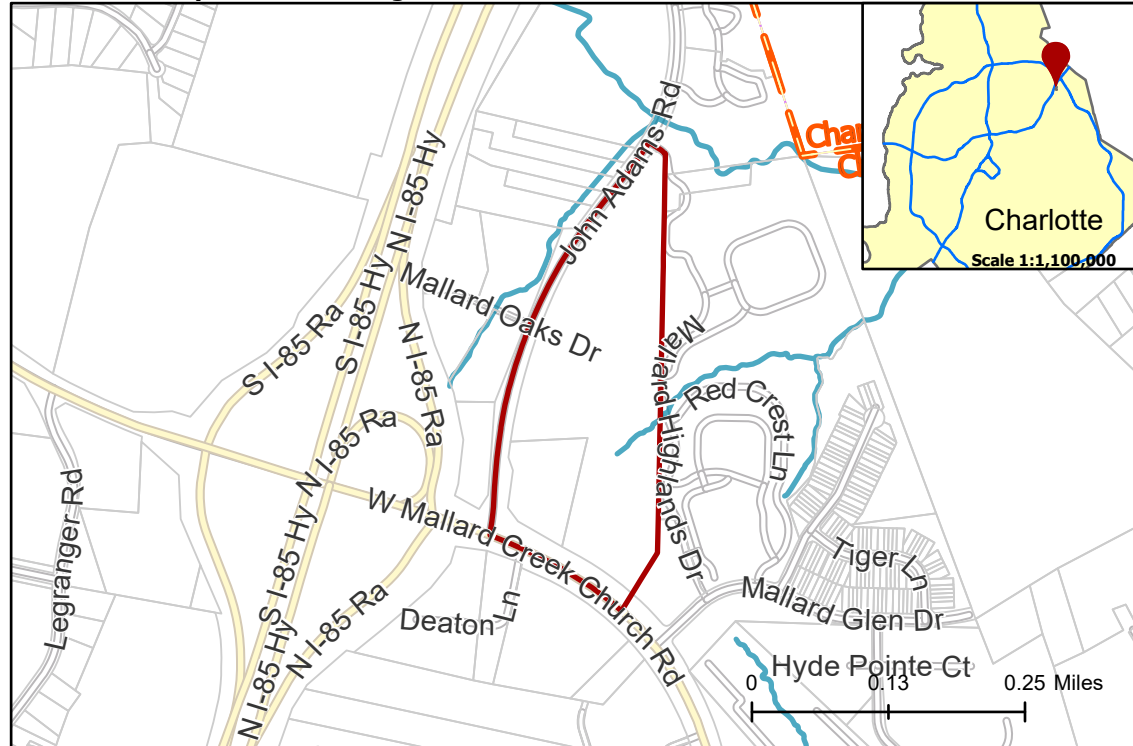 John Adams Rd
Char
C
Charlotte
Scale 1:1,100,000
N I-85 Hy
S I-85 Hy
Mallard Oaks Dr
S I-85 Ra
N I-85 Ra
Mallard Highlands Dr
Red Crest Ln
N I-85 Ra
W Mallard Creek Church Rd
Legranger Rd
S I-85 Hy
N I-85 Hy
N I-85 Ra
Deaton Ln
Tiger Ln
Mallard Glen Dr
Hyde Pointe Ct
0 0.13 0.25 Miles